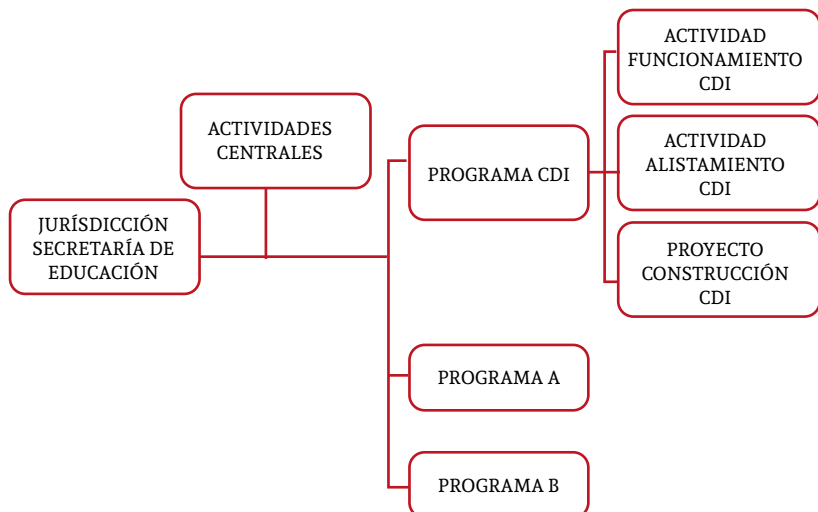 JURÍSDICCIÓN
SECRETARÍA DE
EDUCACIÓN
ACTIVIDADES
CENTRALES
PROGRAMA CDI
ACTIVIDAD
FUNCIONAMIENTO
CDI
ACTIVIDAD
ALISTAMIENTO
CDI
PROYECTO
CONSTRUCCIÓN
CDI
PROGRAMA A
PROGRAMA B